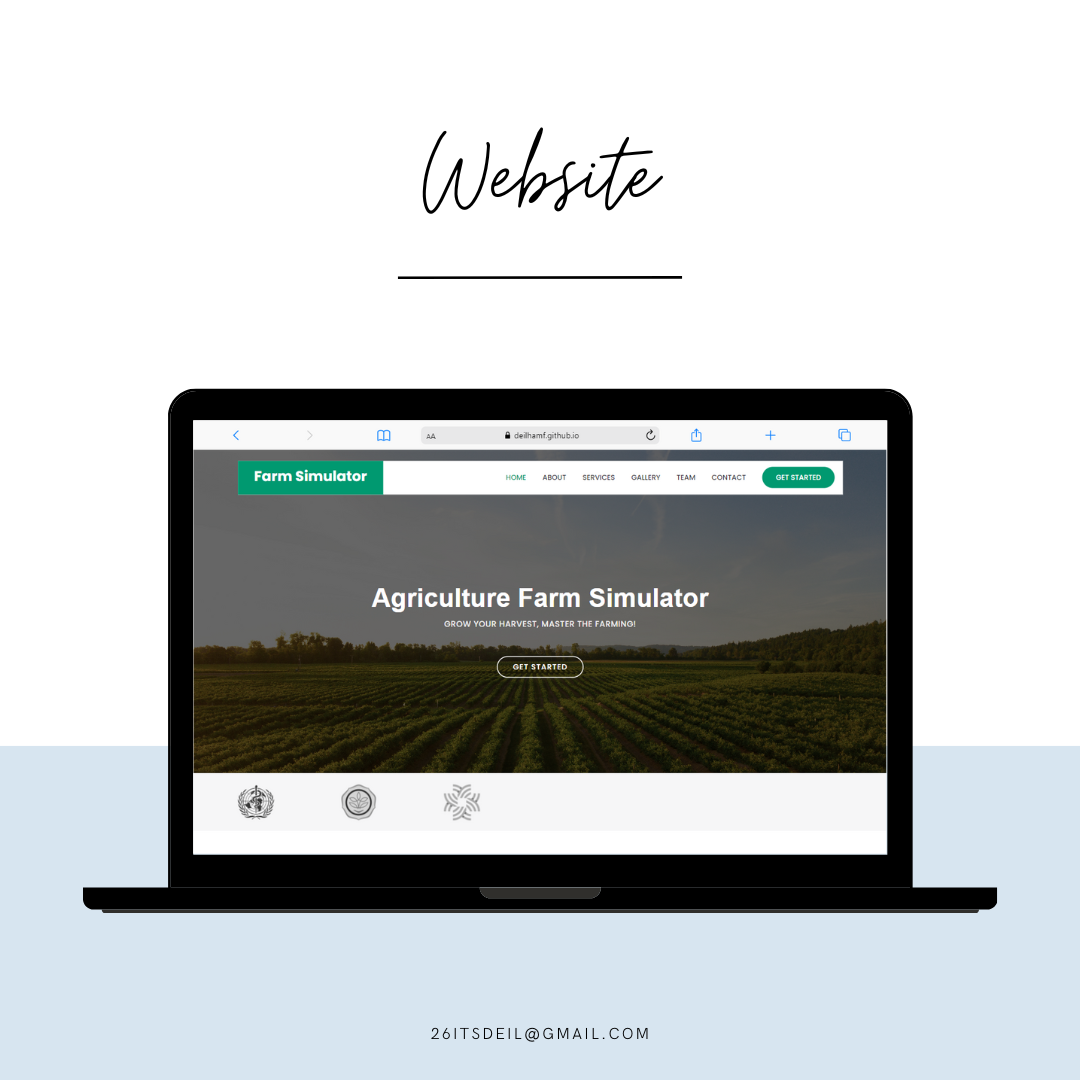 Website
AA deilhamf.github.io
Farm Simulator HOME ABOUT SERVICES GALLERY TEAM CONTACT GET STARTED
Agriculture Farm Simulator
GROW YOUR HARVEST, MASTER THE FARMING!
GET STARTED
26ITSDEIL@GMAIL.COM